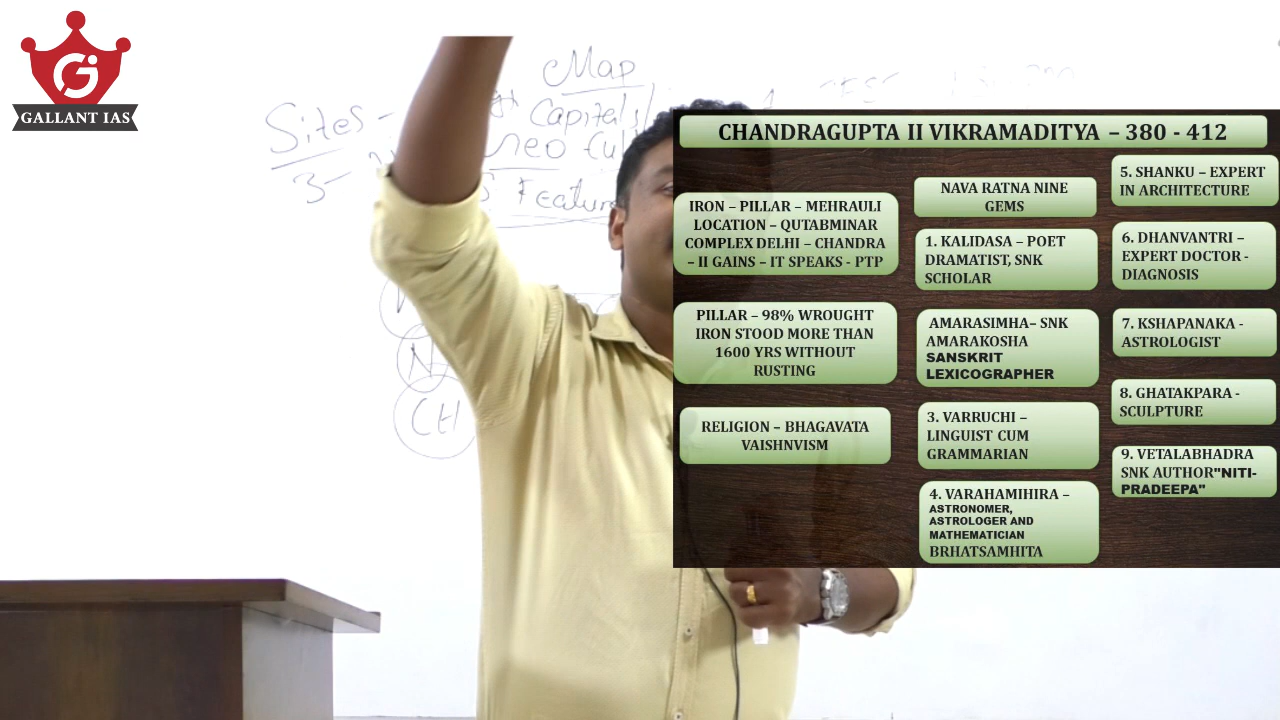 GALLANT IAS
Sites -
3-
Map
Capitals/
Neo Cul
Feature
CH
CHANDRAGUPTA II VIKRAMADITYA – 380 - 412
IRON – PILLAR – MEHRAULI
LOCATION – QUTABMINAR
COMPLEX DELHI – CHANDRA
– II GAINS – IT SPEAKS - PTP
PILLAR – 98% WROUGHT
IRON STOOD MORE THAN
1600 YRS WITHOUT
RUSTING
RELIGION – BHAGAVATA
VAISHNVISM
NAVA RATNA NINE
GEMS
1. KALIDASA – POET
DRAMATIST, SNK
SCHOLAR
AMARASIMHA– SNK
AMARAKOSHA
SANSKRIT
LEXICOGRAPHER
3. VARRUCHI –
LINGUIST CUM
GRAMMARIAN
4. VARAHAMIHIRA –
ASTRONOMER,
ASTROLOGER AND
MATHEMATICIAN
BRHATSAMHITA
5. SHANKU – EXPERT
IN ARCHITECTURE
6. DHANVANTRI –
EXPERT DOCTOR -
DIAGNOSIS
7. KSHAPANAKA -
ASTROLOGIST
8. GHATAKPARA -
SCULPTURE
9. VETALABHADRA
SNK AUTHOR"NITI-
PRADEEPA"